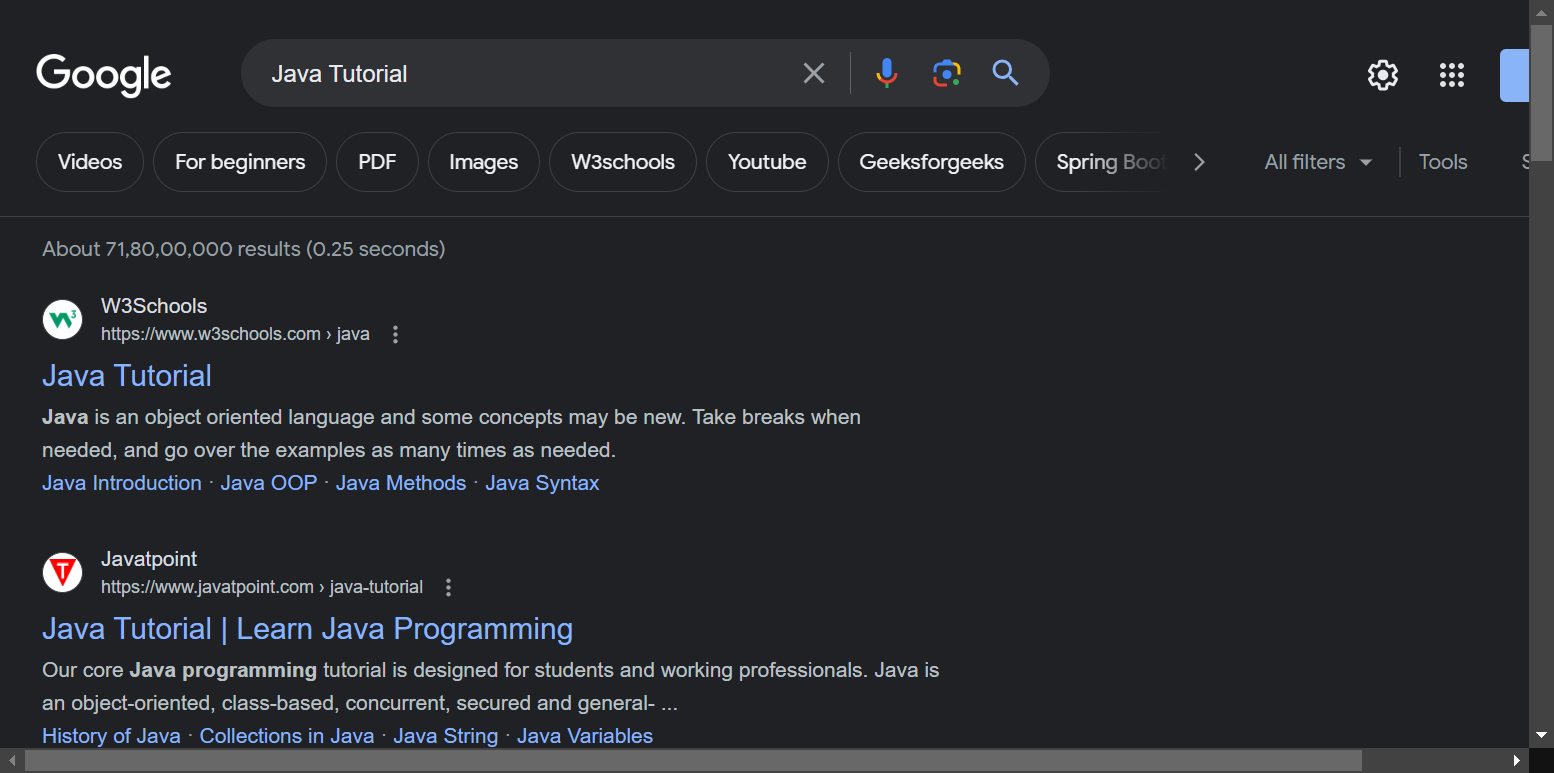 Google
Java Tutorial
Videos For beginners PDF Images W3schools Youtube Geeksforgeeks Spring Boot All filters Tools
About 71,80,00,000 results (0.25 seconds)
W3Schools
https://www.w3schools.com › java
Java Tutorial
Java is an object oriented language and some concepts may be new. Take breaks when
needed, and go over the examples as many times as needed.
Java Introduction · Java OOP · Java Methods · Java Syntax
Javatpoint
https://www.javatpoint.com › java-tutorial
Java Tutorial | Learn Java Programming
Our core Java programming tutorial is designed for students and working professionals. Java is
an object-oriented, class-based, concurrent, secured and general- ...
History of Java · Collections in Java · Java String · Java Variables